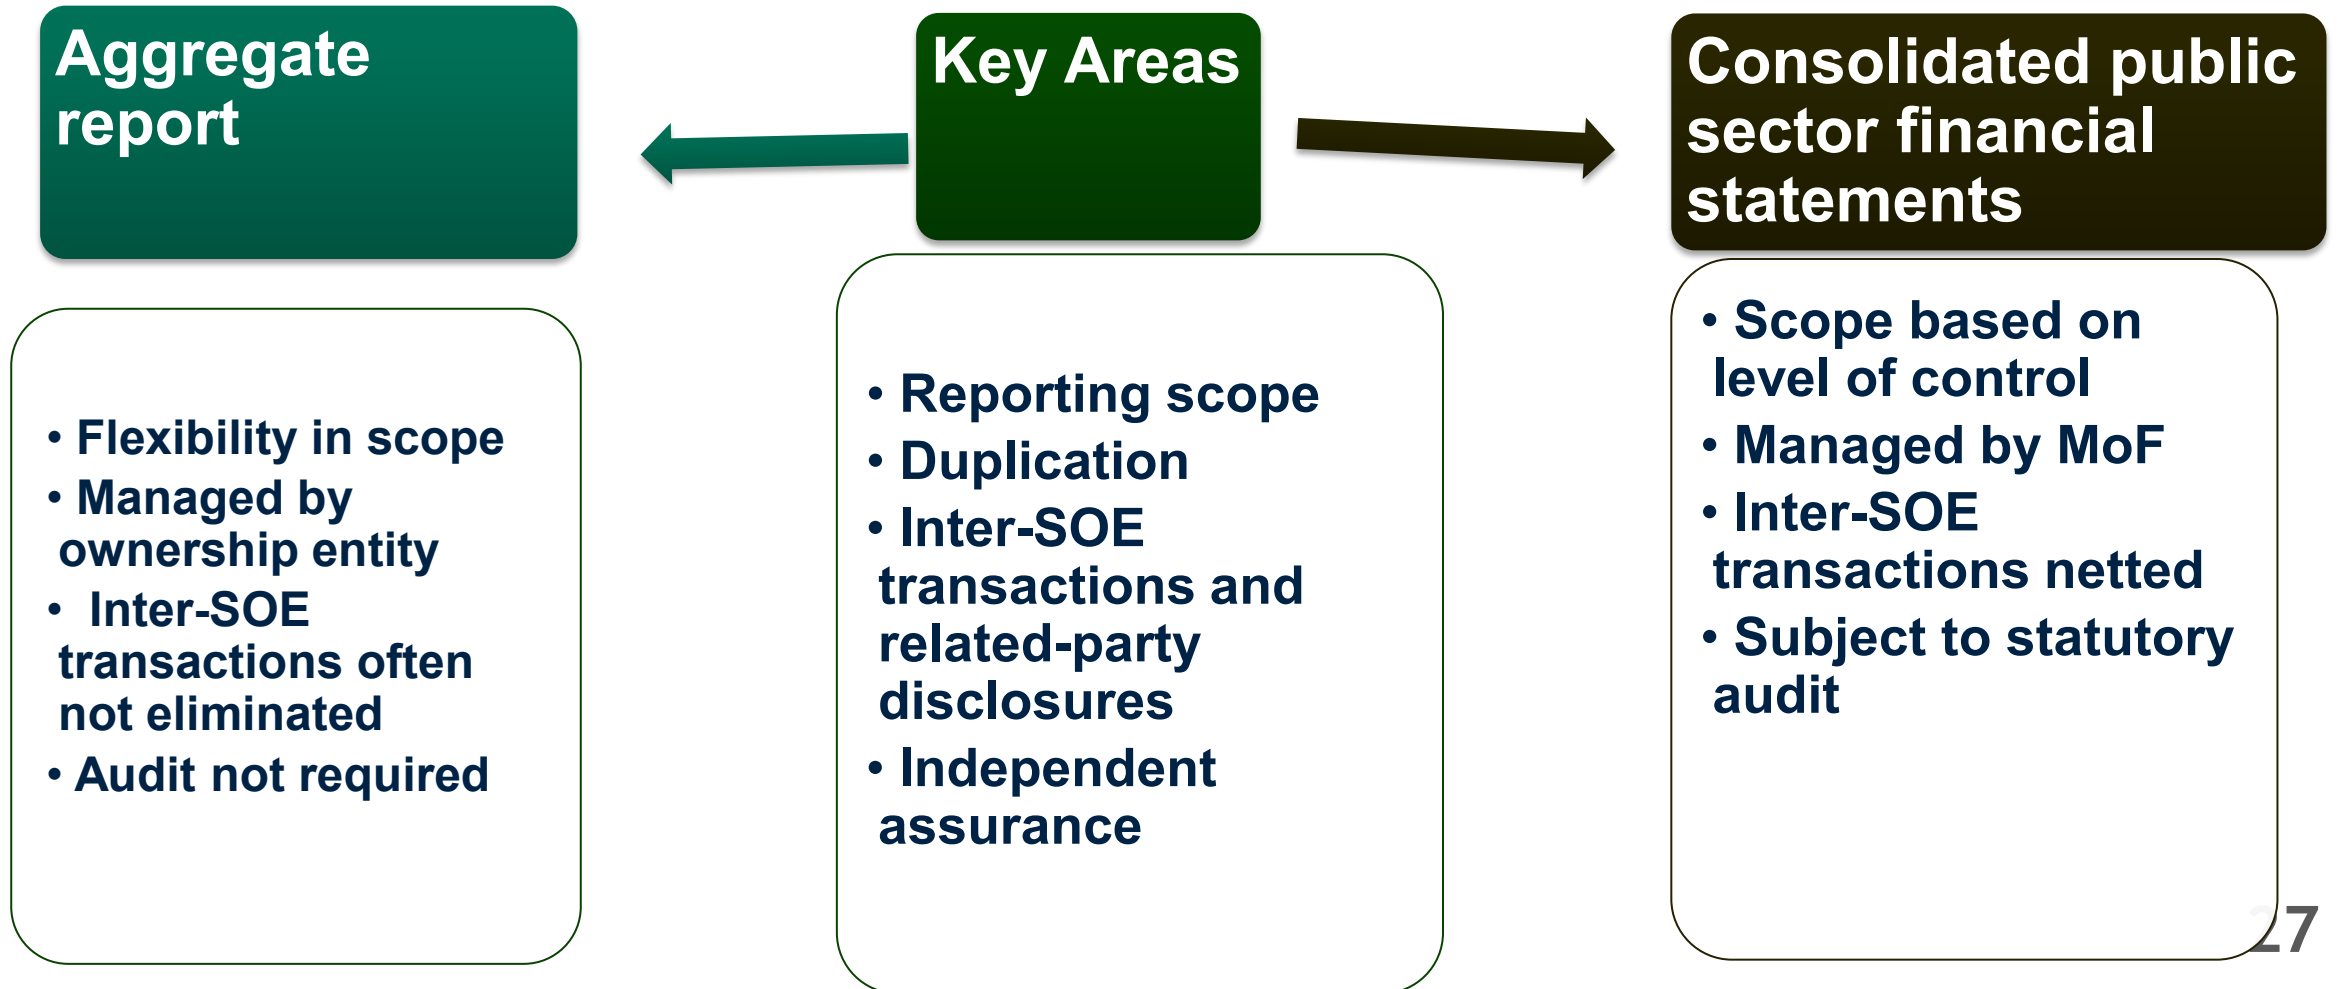 Aggregate
report
• Flexibility in scope
• Managed by
ownership entity
• Inter-SOE
transactions often
not eliminated
• Audit not required
Key Areas
• Reporting scope
• Duplication
• Inter-SOE
transactions and
related-party
disclosures
• Independent
assurance
Consolidated public
sector financial
statements
• Scope based on
level of control
• Managed by MoF
• Inter-SOE
transactions netted
• Subject to statutory
audit
27